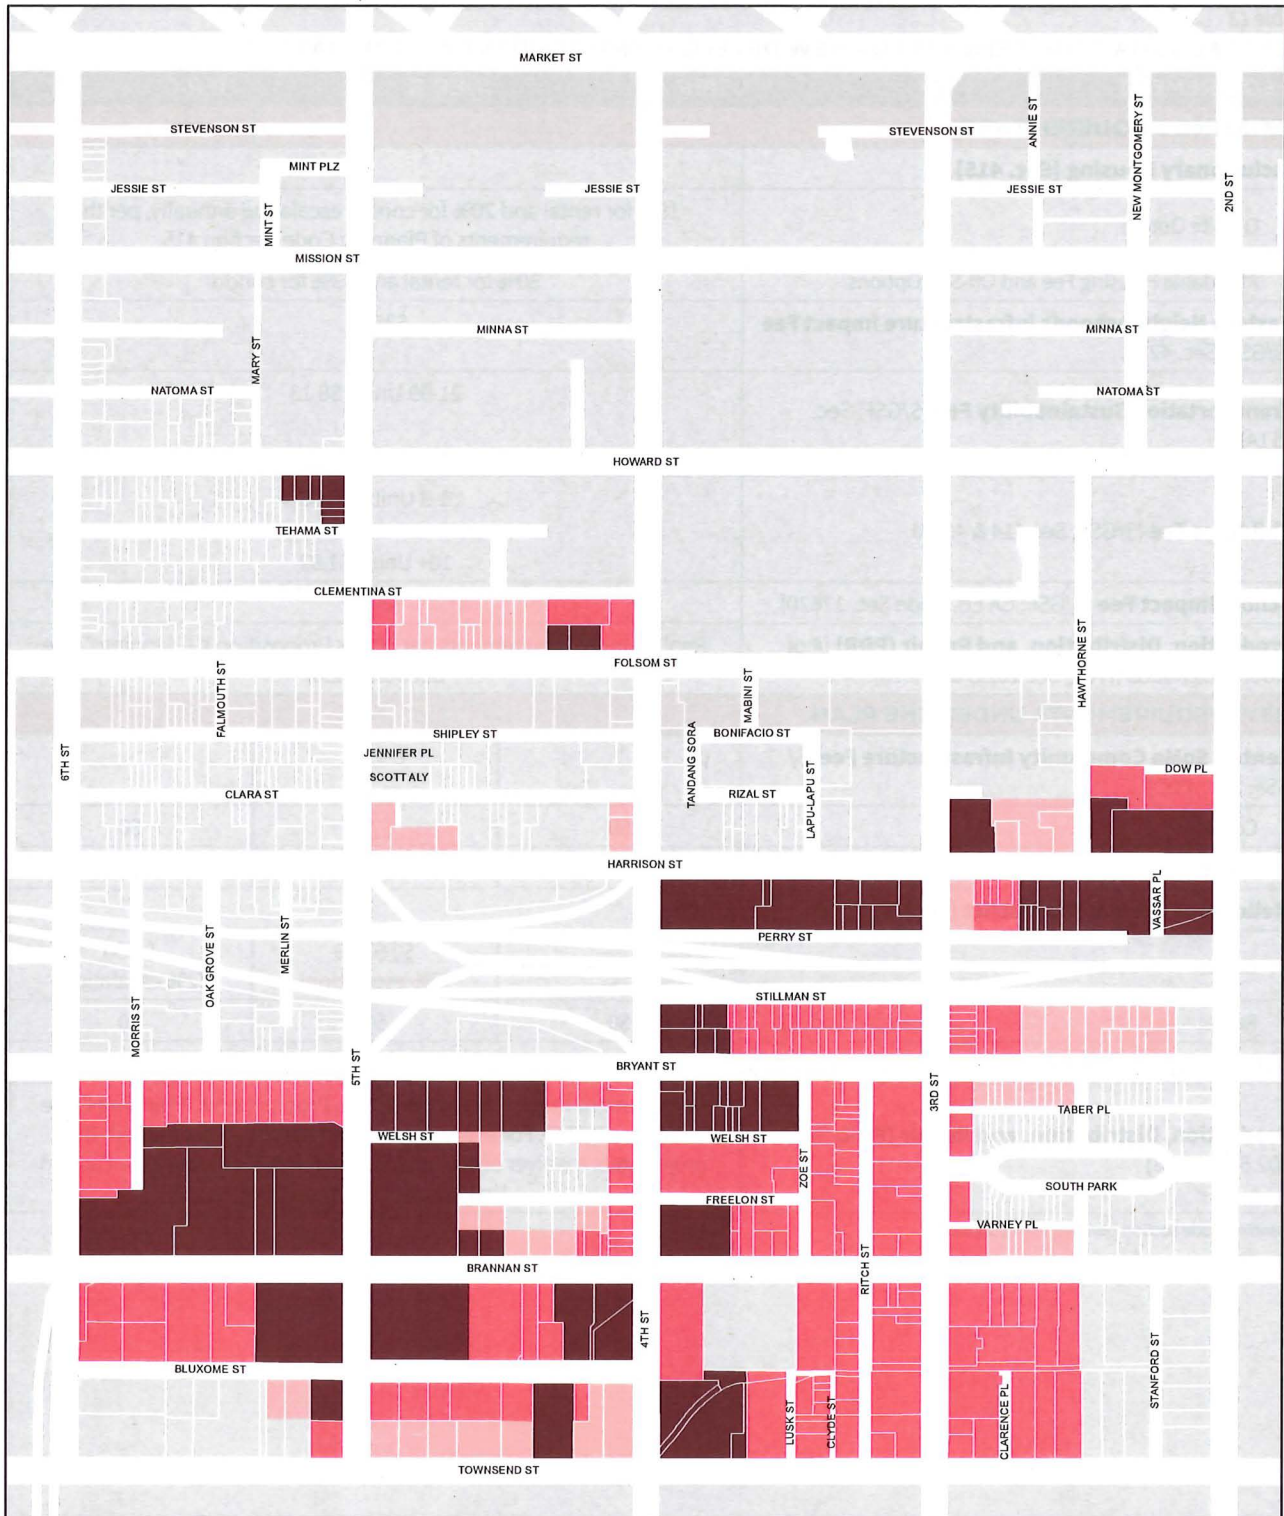 MARKET ST
STEVENSON ST
STEVENSON ST
ANNIE ST
NEW MONTGOMERY ST
2ND ST
MINT PLZ
JESSIE ST
JESSIE ST
JESSIE ST
MINT ST
MISSION ST
MINNA ST
MINNA ST
MARY ST
NATOMA ST
NATOMA ST
HOWARD ST
TEHAMA ST
CLEMENTINA ST
HAWTHORNE ST
FOLSOM ST
FALMOUTH ST
MABINI ST
SHIPLEY ST
BONIFACIO ST
6TH ST
JENNIFER PL
TANDANG SORA
DOW PL
SCOTT ALY
CLARA ST
RIZAL ST
LAPU-LAPU ST
HARRISON ST
VASSAR PL
PERRY ST
OAK GROVE ST
MERLIN ST
MORRIS ST
STILLMAN ST
BRYANT ST
5TH ST
3RD ST
TABER PL
WELSH ST
WELSH ST
ZOE ST
SOUTH PARK
FREELON ST
VARNEY PL
BRANNAN ST
RITCH ST
4TH ST
BLUXOME ST
STANFORD ST
LUSK ST
CLYDE ST
CLARENCE PL
TOWNSEND ST